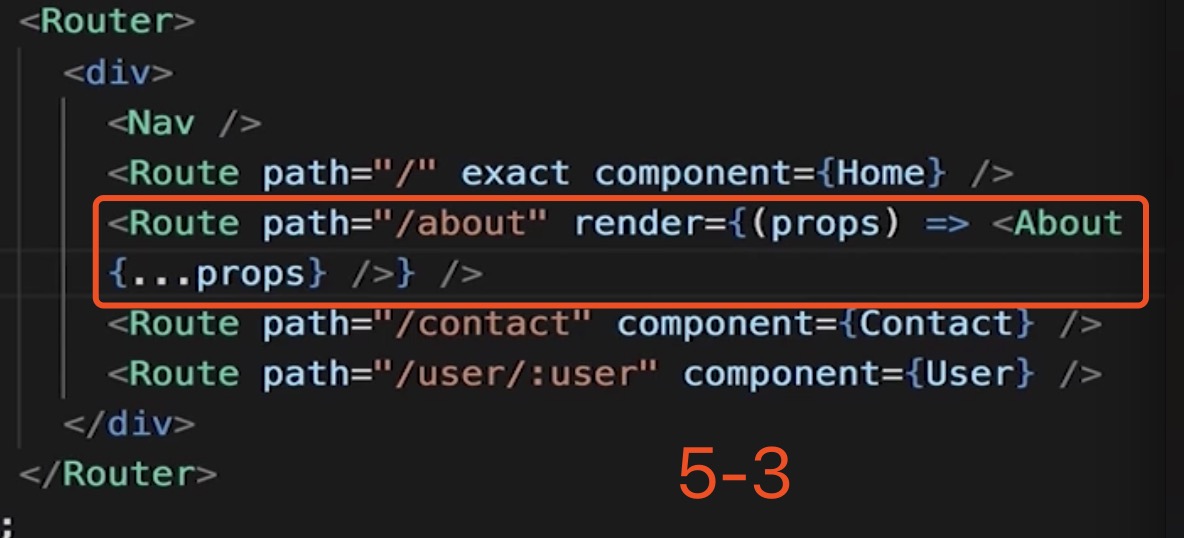 <Router>
<div>
<Nav />
<Route path="/" exact component={Home} />
<Route path="/about" render={(props) => <About
{...props} />} />
<Route path="/contact" component={Contact} />
<Route path="/user/:user" component={User} />
</div>
</Router>
5-3
;